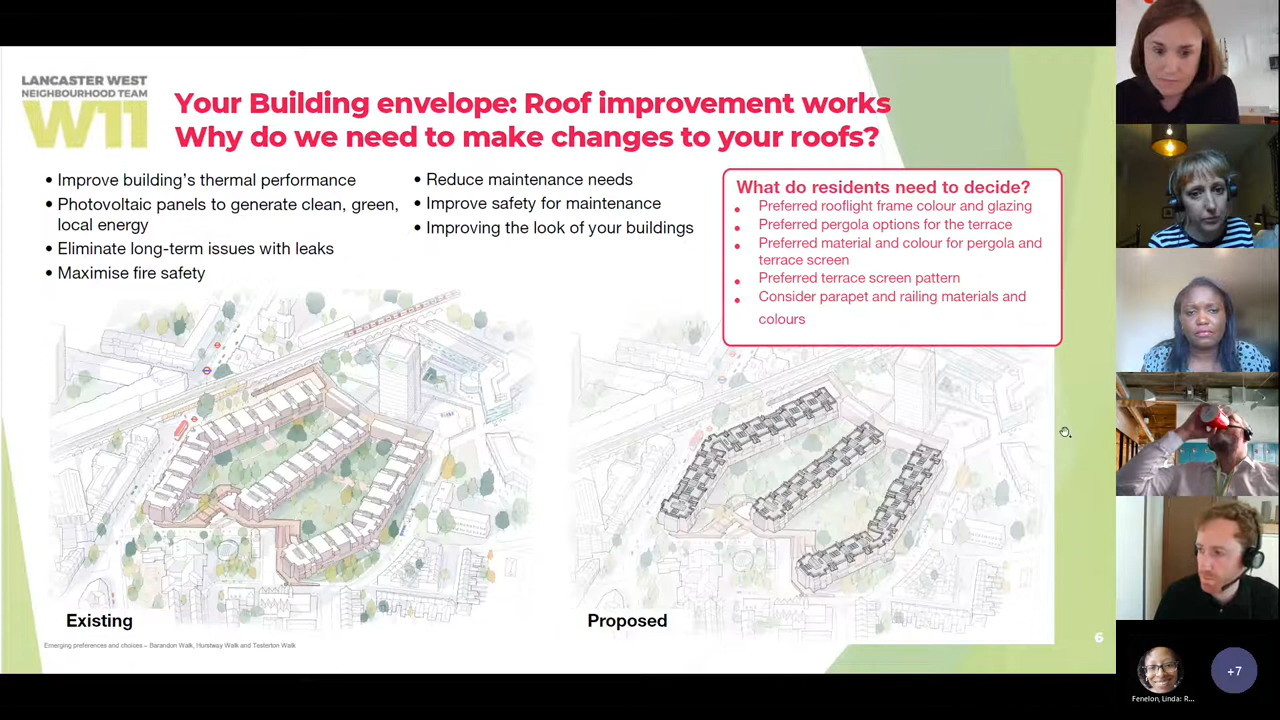 LANCASTER WEST
NEIGHBOURHOOD TEAM
W11
Your Building envelope: Roof improvement works
Why do we need to make changes to your roofs?
• Improve building's thermal performance
• Photovoltaic panels to generate clean, green,
local energy
• Eliminate long-term issues with leaks
• Maximise fire safety
• Reduce maintenance needs
• Improve safety for maintenance
• Improving the look of your buildings
What do residents need to decide?
• Preferred rooflight frame colour and glazing
• Preferred pergola options for the terrace
• Preferred material and colour for pergola and
terrace screen
• Preferred terrace screen pattern
• Consider parapet and railing materials and
colours
Existing
Proposed
Emerging preferences and choices – Barandon Walk, Hurstway Walk and Testerton Walk
6
+7
Fenelon, Linda: R...